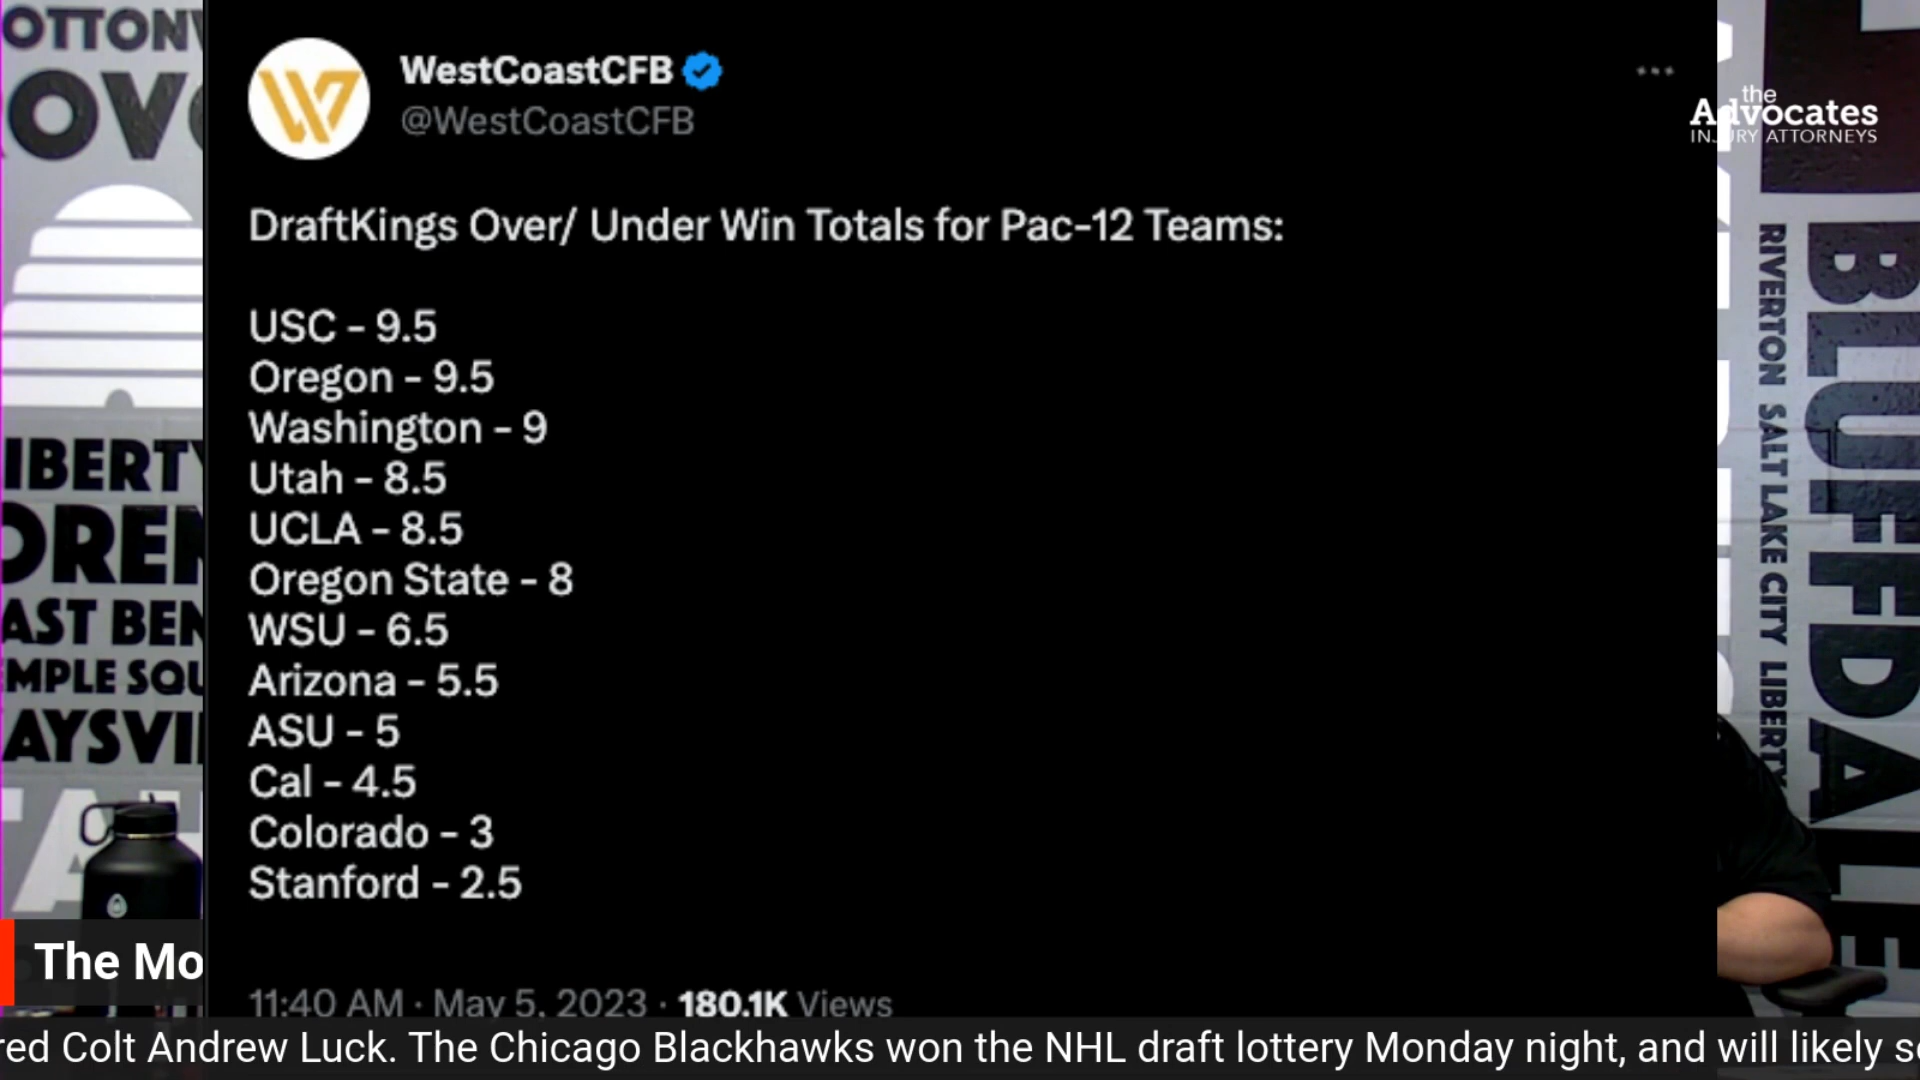 WestCoastCFB
@WestCoastCFB
DraftKings Over/ Under Win Totals for Pac-12 Teams:
USC - 9.5
Oregon - 9.5
Washington - 9
Utah - 8.5
UCLA - 8.5
Oregon State - 8
WSU - 6.5
Arizona - 5.5
ASU - 5
Cal - 4.5
Colorado - 3
Stanford - 2.5
11:40 AM · May 5, 2023 · 180.1K Views
the
Advocates
INJURY ATTORNEYS
RIVERTON SALT LAKE CITY LIBERTY
BLUFFDALE
The Mo
red Colt Andrew Luck. The Chicago Blackhawks won the NHL draft lottery Monday night, and will likely s